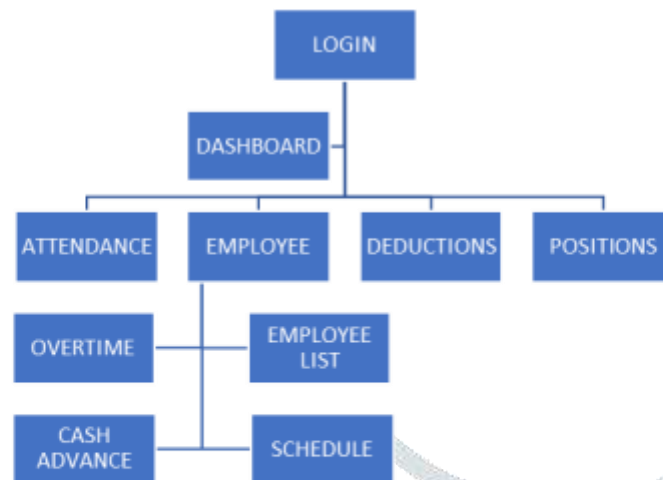 LOGIN
DASHBOARD
ATTENDANCE
EMPLOYEE
DEDUCTIONS
POSITIONS
OVERTIME
EMPLOYEE
LIST
CASH
ADVANCE
SCHEDULE